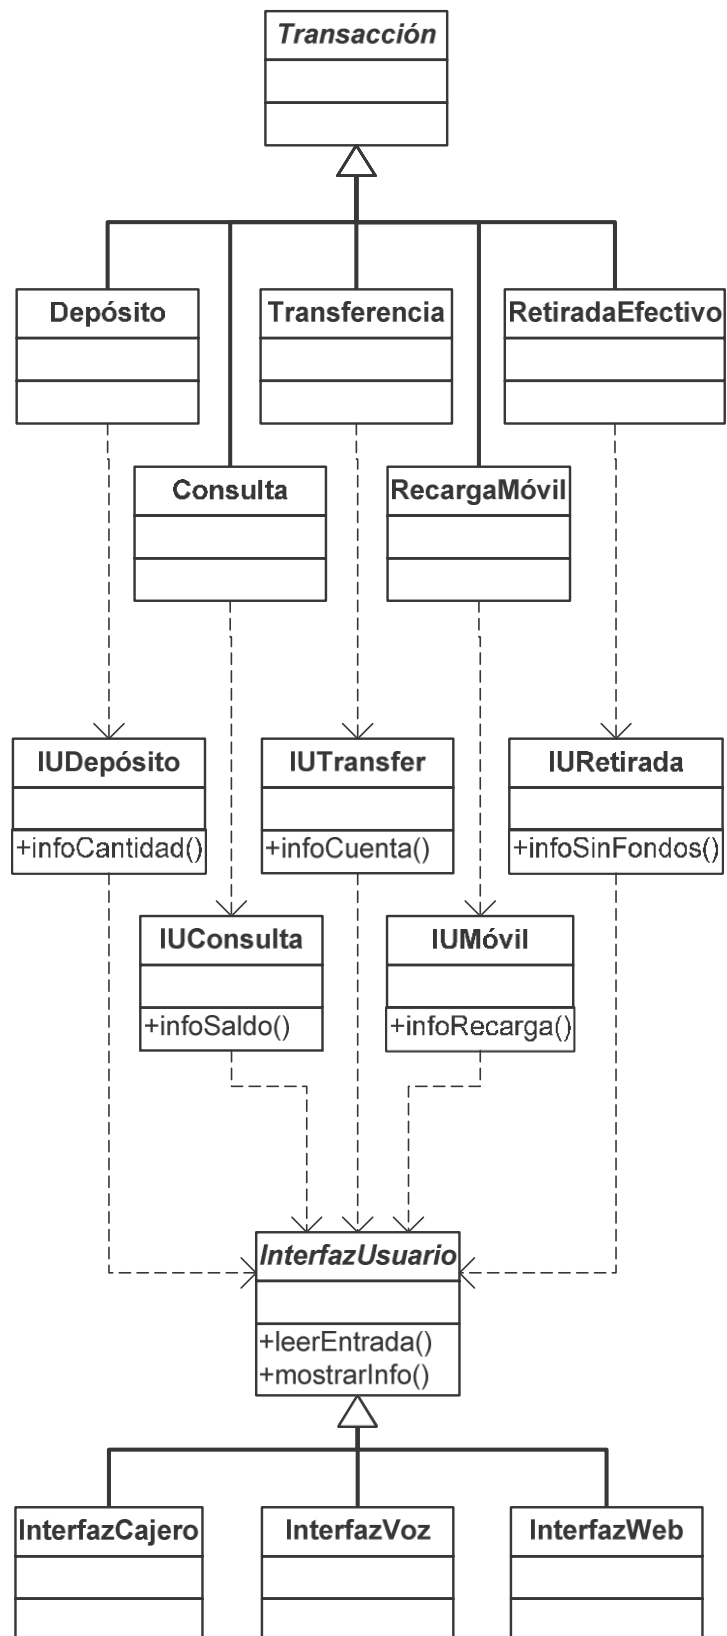 Transacción
Depósito
Transferencia
RetiradaEfectivo
Consulta
RecargaMóvil
IUDepósito
+infoCantidad()
IUTransfer
+infoCuenta()
IURetirada
+infoSinFondos()
IUConsulta
+infoSaldo()
IUMóvil
+infoRecarga()
InterfazUsuario
+leerEntrada()
+mostrarInfo()
InterfazCajero
InterfazVoz
InterfazWeb